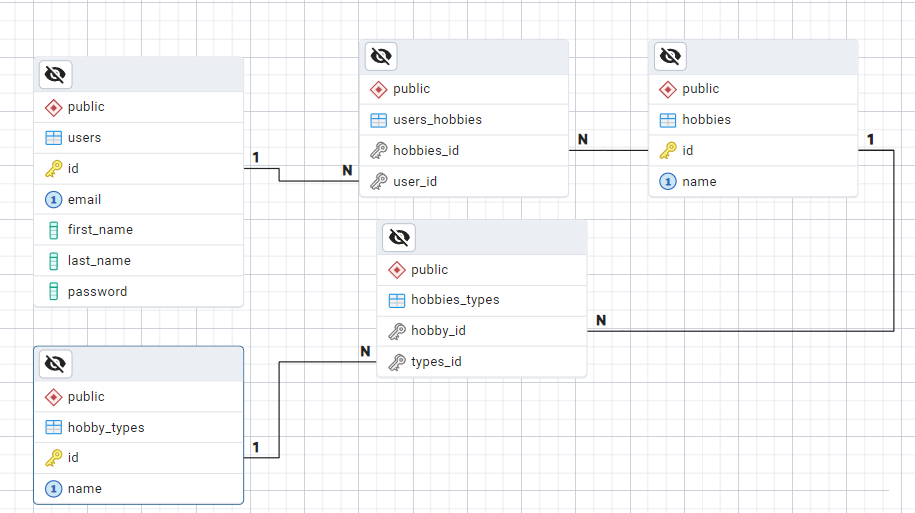 public
users
id
email
first_name
last_name
password
1
N
public
users_hobbies
hobbies_id
user_id
N
public
hobbies
id
name
1
public
hobbies_types
hobby_id
types_id
N
N
public
hobby_types
id
name
1